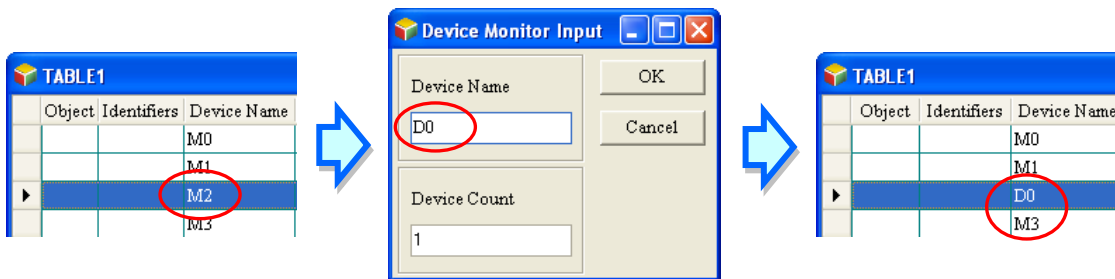 TABLE1
Object Identifiers Device Name
M0
M1
M2
M3
Device Monitor Input
Device Name
OK
D0
Cancel
Device Count
1
TABLE1
Object Identifiers Device Name
M0
M1
D0
M3